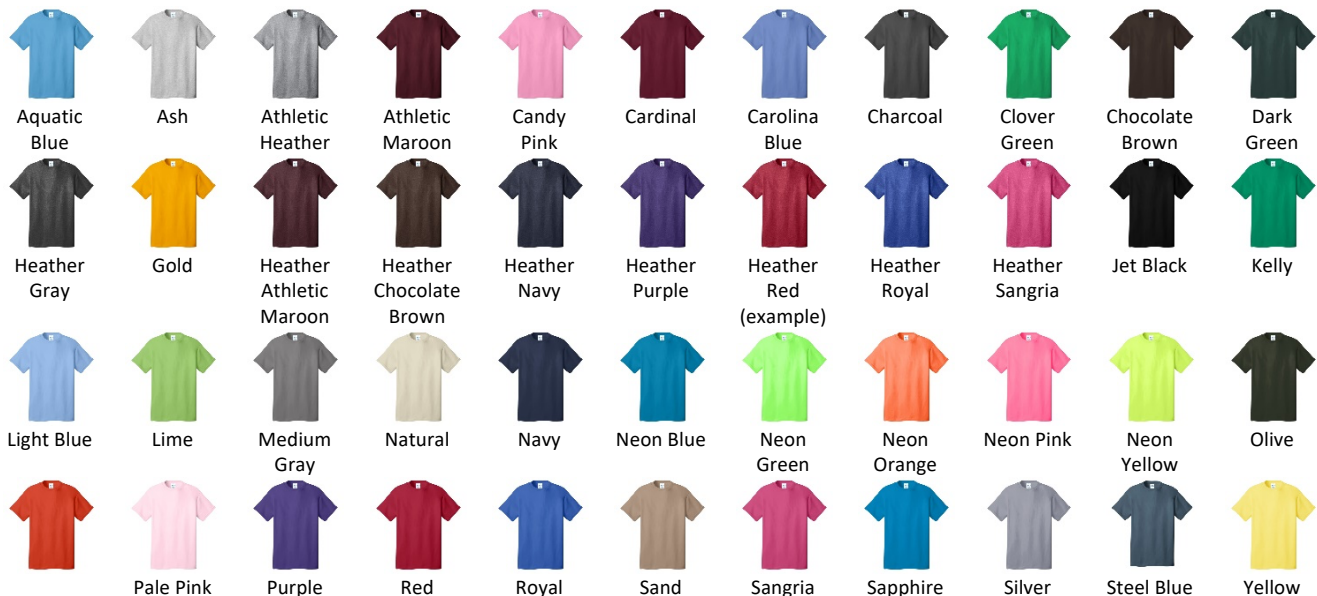 Aquatic Blue
Ash
Athletic Heather
Athletic Maroon
Candy Pink
Cardinal
Carolina Blue
Charcoal
Clover Green
Chocolate Brown
Dark Green
Heather Gray
Gold
Heather Athletic Maroon
Heather Chocolate Brown
Heather Navy
Heather Purple
Heather Red (example)
Heather Royal
Heather Sangria
Jet Black
Kelly
Light Blue
Lime
Medium Gray
Natural
Navy
Neon Blue
Neon Green
Neon Orange
Neon Pink
Neon Yellow
Olive
Pale Pink
Purple
Red
Royal
Sand
Sangria
Sapphire
Silver
Steel Blue
Yellow